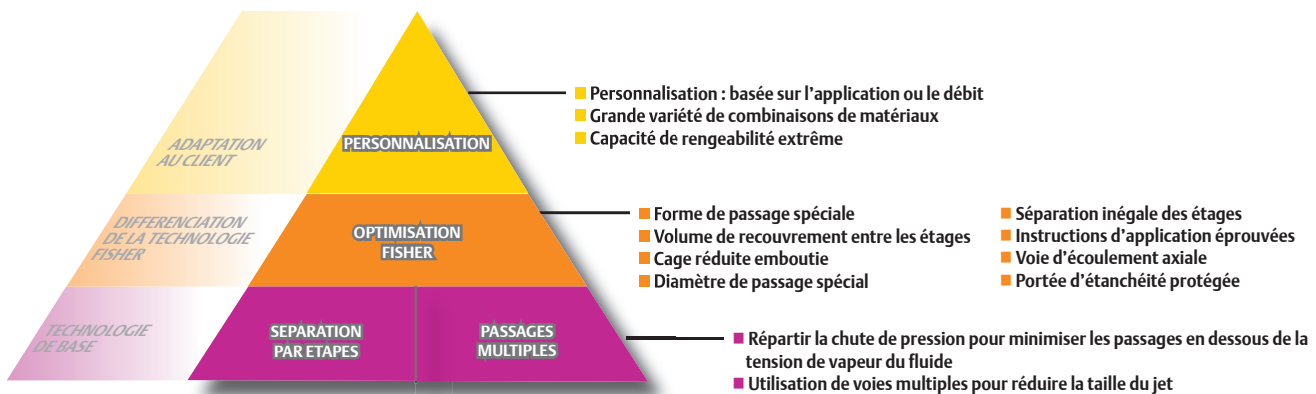 Personnalisation : basée sur l'application ou le débit
Grande variété de combinaisons de matériaux
Capacité de rengeabilité extrême
ADAPTATION
AU CLIENT
PERSONNALISATION
DIFFERENCIATION
DE LA TECHNOLOGIE
FISHER
OPTIMISATION
FISHER
Forme de passage spéciale
Volume de recouvrement entre les étages
Cage réduite emboutie
Diamètre de passage spécial
Séparation inégale des étages
Instructions d'application éprouvées
Voie d'écoulement axiale
Portée d'étanchéité protégée
TECHNOLOGIE
DE BASE
SEPARATION
PAR ETAPES
PASSAGES
MULTIPLES
Répartir la chute de pression pour minimiser les passages en dessous de la
tension de vapeur du fluide
Utilisation de voies multiples pour réduire la taille du jet